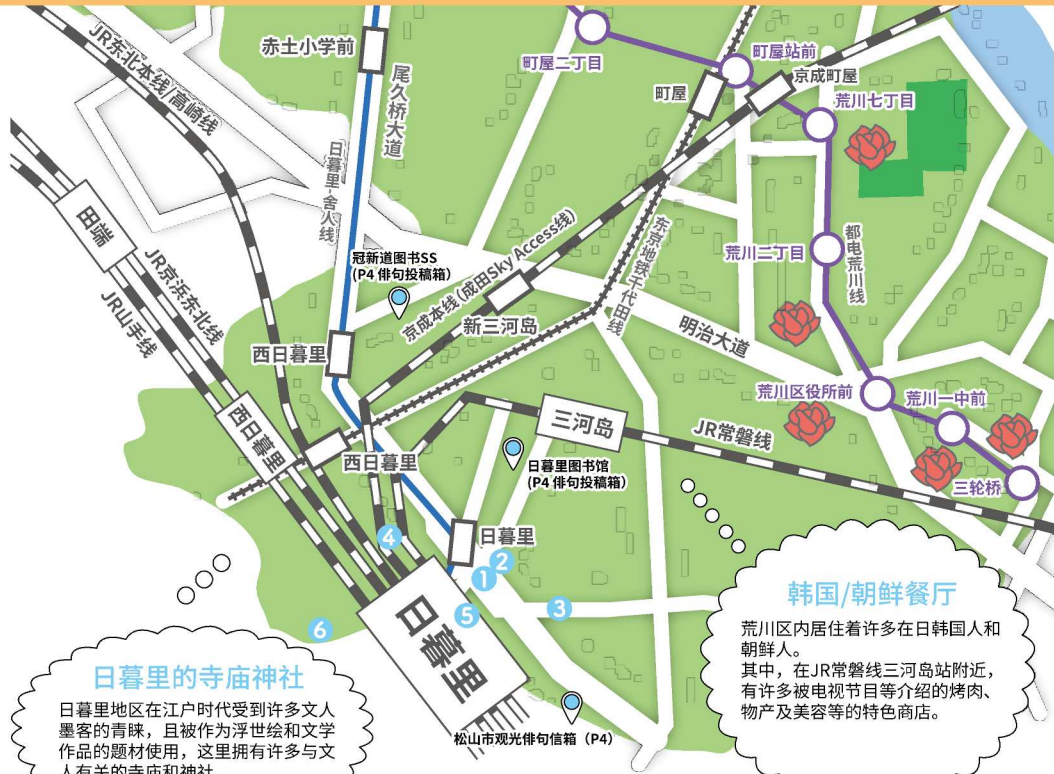 JR东北本线/高崎线
赤土小学前
尾久桥大道
日暮里-舍人线
町屋二丁目
町屋站前
町屋
京成町屋
荒川七丁目
田端
JR京浜东北线
JR山手线
冠新道图书SS
(P4 俳句投稿箱)
京成本线(成田Sky Access线)
新三河岛
东京地铁千代田线
荒川二丁目
都电荒川线
明治大道
西日暮里
西日暮里
西日暮里
三河岛
JR常磐线
荒川区役所前
荒川一中前
三轮桥
日暮里图书馆
(P4 俳句投稿箱)
日暮里
4
2
1
5
3
6
日暮里
松山市观光俳句信箱（P4）
日暮里的寺庙神社
日暮里地区在江户时代受到许多文人
墨客的青睐，且被作为浮世绘和文学
作品的题材使用，这里拥有许多与文
人有关的寺庙和神社
韩国/朝鲜餐厅
荒川区内居住着许多在日韩国人和
朝鲜人。
其中，在JR常磐线三河岛站附近，
有许多被电视节目等介绍的烤肉、
物产及美容等的特色商店。